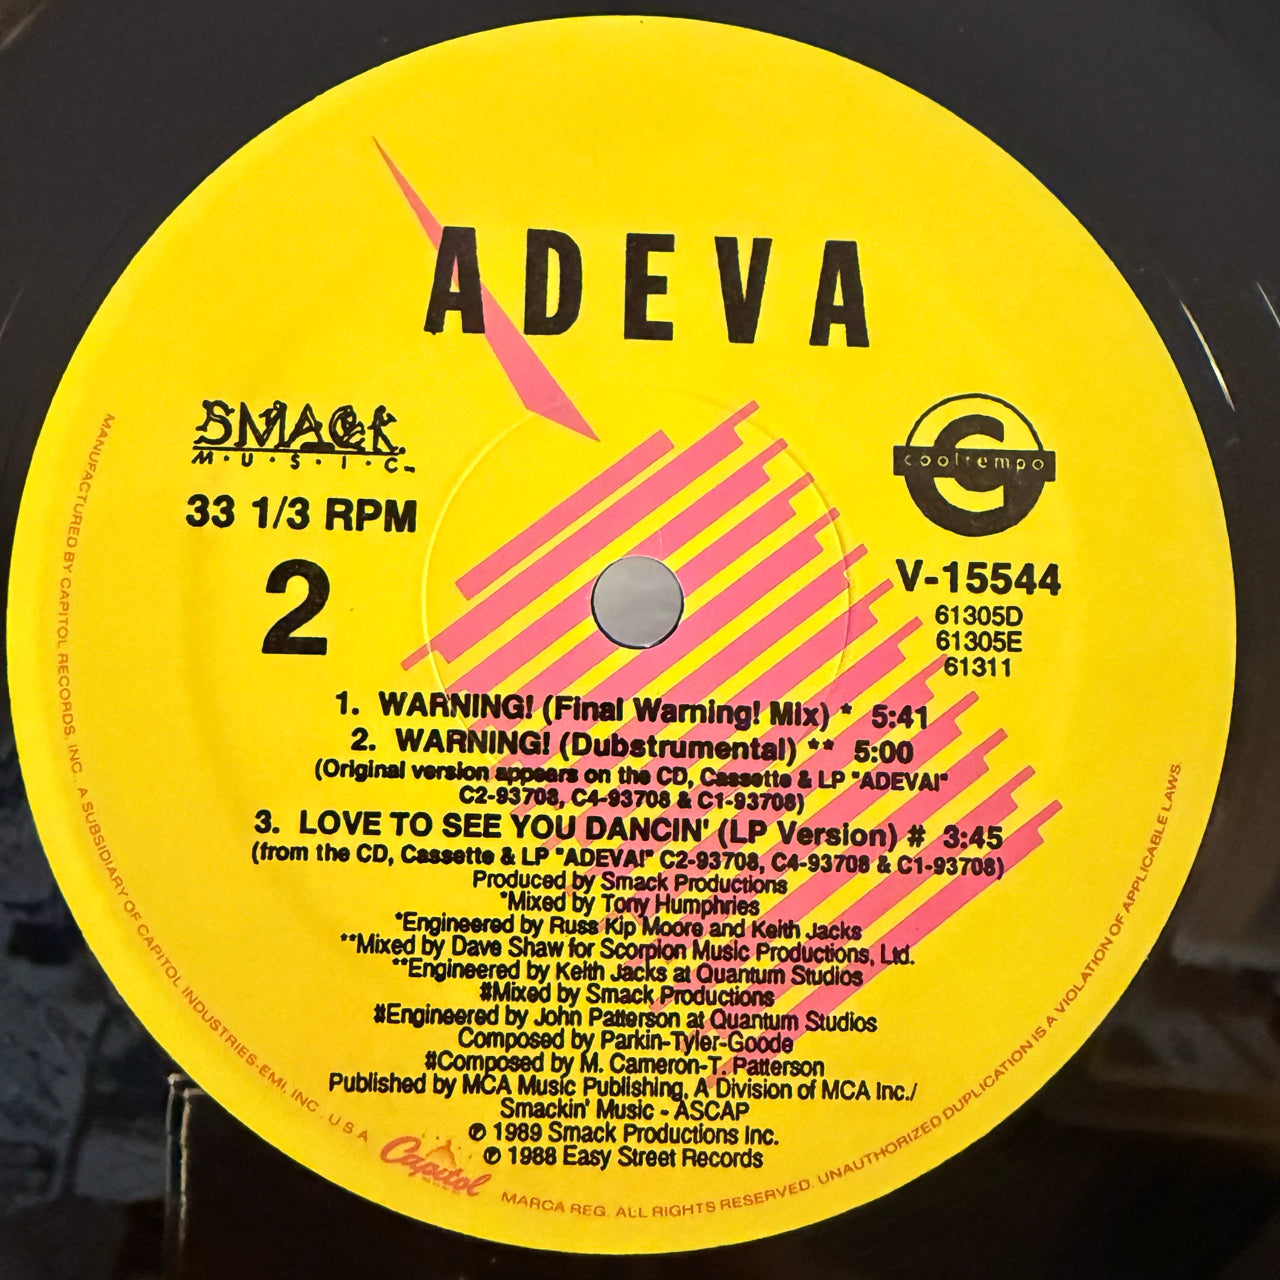 ADEVA
SMACK
M·U·S·I·C™
cooltempo
33 1/3 RPM
2
V-15544
61305D
61305E
61311
1. WARNING! (Final Warning! Mix) * 5:41
2. WARNING! (Dubstrumental) ** 5:00
(Original version appears on the CD, Cassette & LP "ADEVA!"
C2-93708, C4-93708 & C1-93708)
3. LOVE TO SEE YOU DANCIN' (LP Version) # 3:45
(from the CD, Cassette & LP "ADEVA!" C2-93708, C4-93708 & C1-93708)
Produced by Smack Productions
*Mixed by Tony Humphries
*Engineered by Russ Kip Moore and Keith Jacks
**Mixed by Dave Shaw for Scorpion Music Productions, Ltd.
**Engineered by Keith Jacks at Quantum Studios
#Mixed by Smack Productions
#Engineered by John Patterson at Quantum Studios
Composed by Parkin-Tyler-Goode
#Composed by M. Cameron-T. Patterson
Published by MCA Music Publishing, A Division of MCA Inc./
Smackin' Music - ASCAP
℗ 1989 Smack Productions Inc.
℗ 1988 Easy Street Records
MANUFACTURED BY CAPITOL RECORDS, INC. A SUBSIDIARY OF CAPITOL INDUSTRIES-EMI, INC. U S A Capitol MARCA REG. ALL RIGHTS RESERVED. UNAUTHORIZED DUPLICATION IS A VIOLATION OF APPLICABLE LAWS.